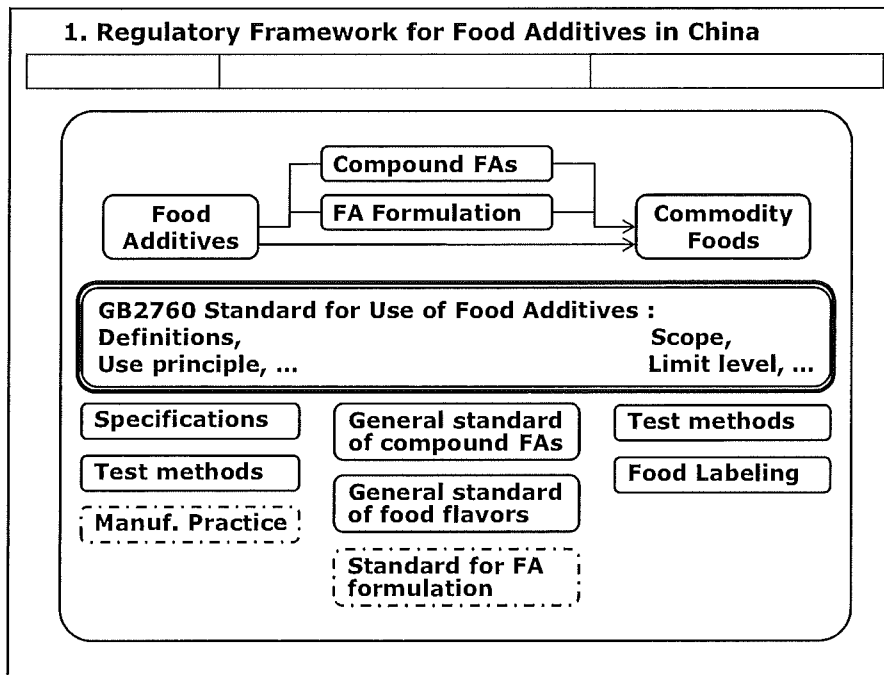 1. Regulatory Framework for Food Additives in China
Compound FAs
FA Formulation
Food
Additives
Commodity
Foods
GB2760 Standard for Use of Food Additives :
Definitions,
Scope,
Use principle, ...
Limit level, ...
Specifications
Test methods
Manuf. Practice
General standard
of compound FAs
General standard
of food flavors
Standard for FA
formulation
Test methods
Food Labeling